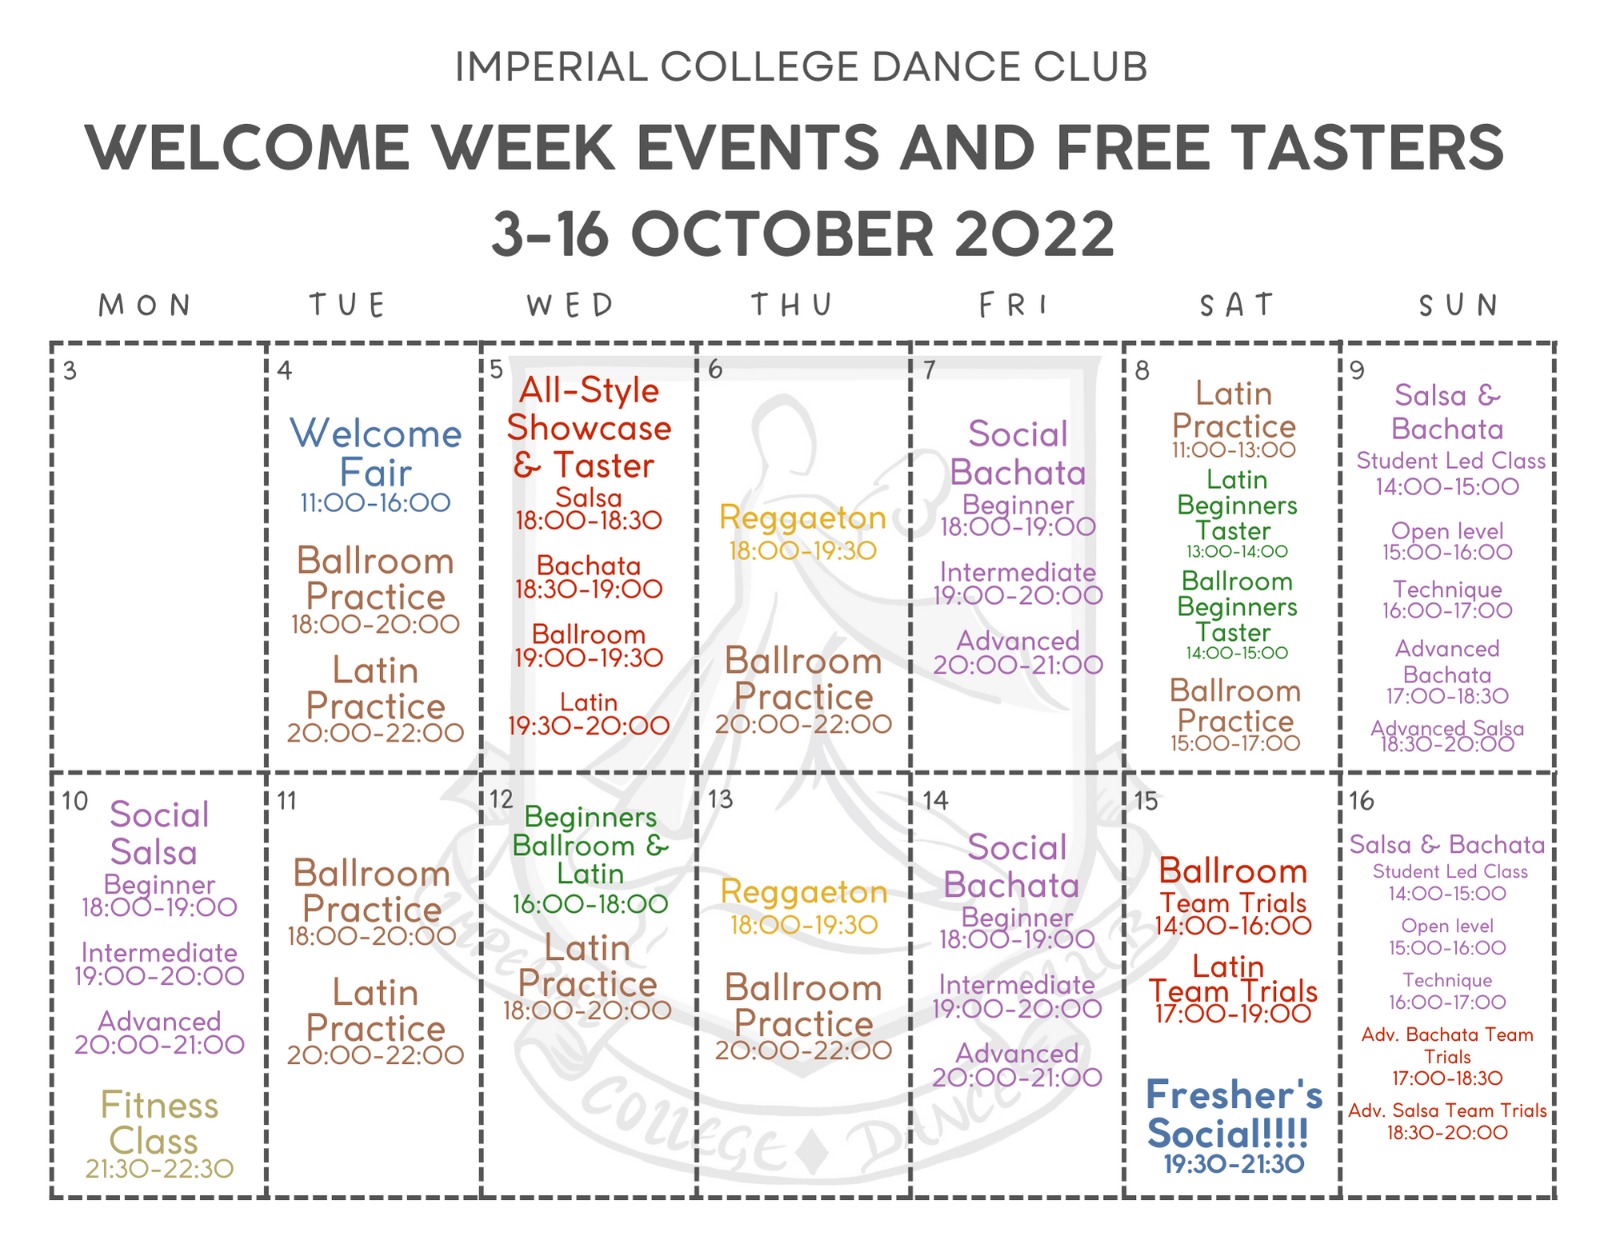 IMPERIAL COLLEGE DANCE CLUB
WELCOME WEEK EVENTS AND FREE TASTERS
3-16 OCTOBER 2022
MON TUE WED THU FRI SAT SUN
3
4
Welcome
Fair
11:00-16:00
Ballroom
Practice
18:00-20:00
Latin
Practice
20:00-22:00
5
All-Style
Showcase
& Taster
Salsa
18:00-18:30
Bachata
18:30-19:00
Ballroom
19:00-19:30
Latin
19:30-20:00
6
Reggaeton
18:00-19:30
Ballroom
Practice
20:00-22:00
7
Social
Bachata
Beginner
18:00-19:00
Intermediate
19:00-20:00
Advanced
20:00-21:00
8
Latin
Practice
11:00-13:00
Latin
Beginners
Taster
13:00-14:00
Ballroom
Beginners
Taster
14:00-15:00
Ballroom
Practice
15:00-17:00
9
Salsa &
Bachata
Student Led Class
14:00-15:00
Open level
15:00-16:00
Technique
16:00-17:00
Advanced
Bachata
17:00-18:30
Advanced Salsa
18:30-20:00
10
Social
Salsa
Beginner
18:00-19:00
Intermediate
19:00-20:00
Advanced
20:00-21:00
Fitness
Class
21:30-22:30
11
Ballroom
Practice
18:00-20:00
Latin
Practice
20:00-22:00
12
Beginners
Ballroom &
Latin
16:00-18:00
Latin
Practice
18:00-20:00
13
Reggaeton
18:00-19:30
Ballroom
Practice
20:00-22:00
14
Social
Bachata
Beginner
18:00-19:00
Intermediate
19:00-20:00
Advanced
20:00-21:00
15
Ballroom
Team Trials
14:00-16:00
Latin
Team Trials
17:00-19:00
Fresher's
Social!!!!
19:30-21:30
16
Salsa & Bachata
Student Led Class
14:00-15:00
Open level
15:00-16:00
Technique
16:00-17:00
Adv. Bachata Team
Trials
17:00-18:30
Adv. Salsa Team Trials
18:30-20:00
IMPERIAL COLLEGE DANCE CLUB